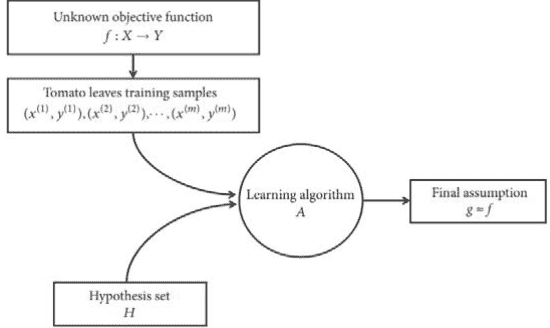 Unknown objective function
f : X → Y
Tomato leaves training samples
(x⁽¹⁾, y⁽¹⁾),(x⁽²⁾, y⁽²⁾),⋯,(x⁽ᵐ⁾, y⁽ᵐ⁾)
Learning algorithm
A
Final assumption
g ≈ f
Hypothesis set
H